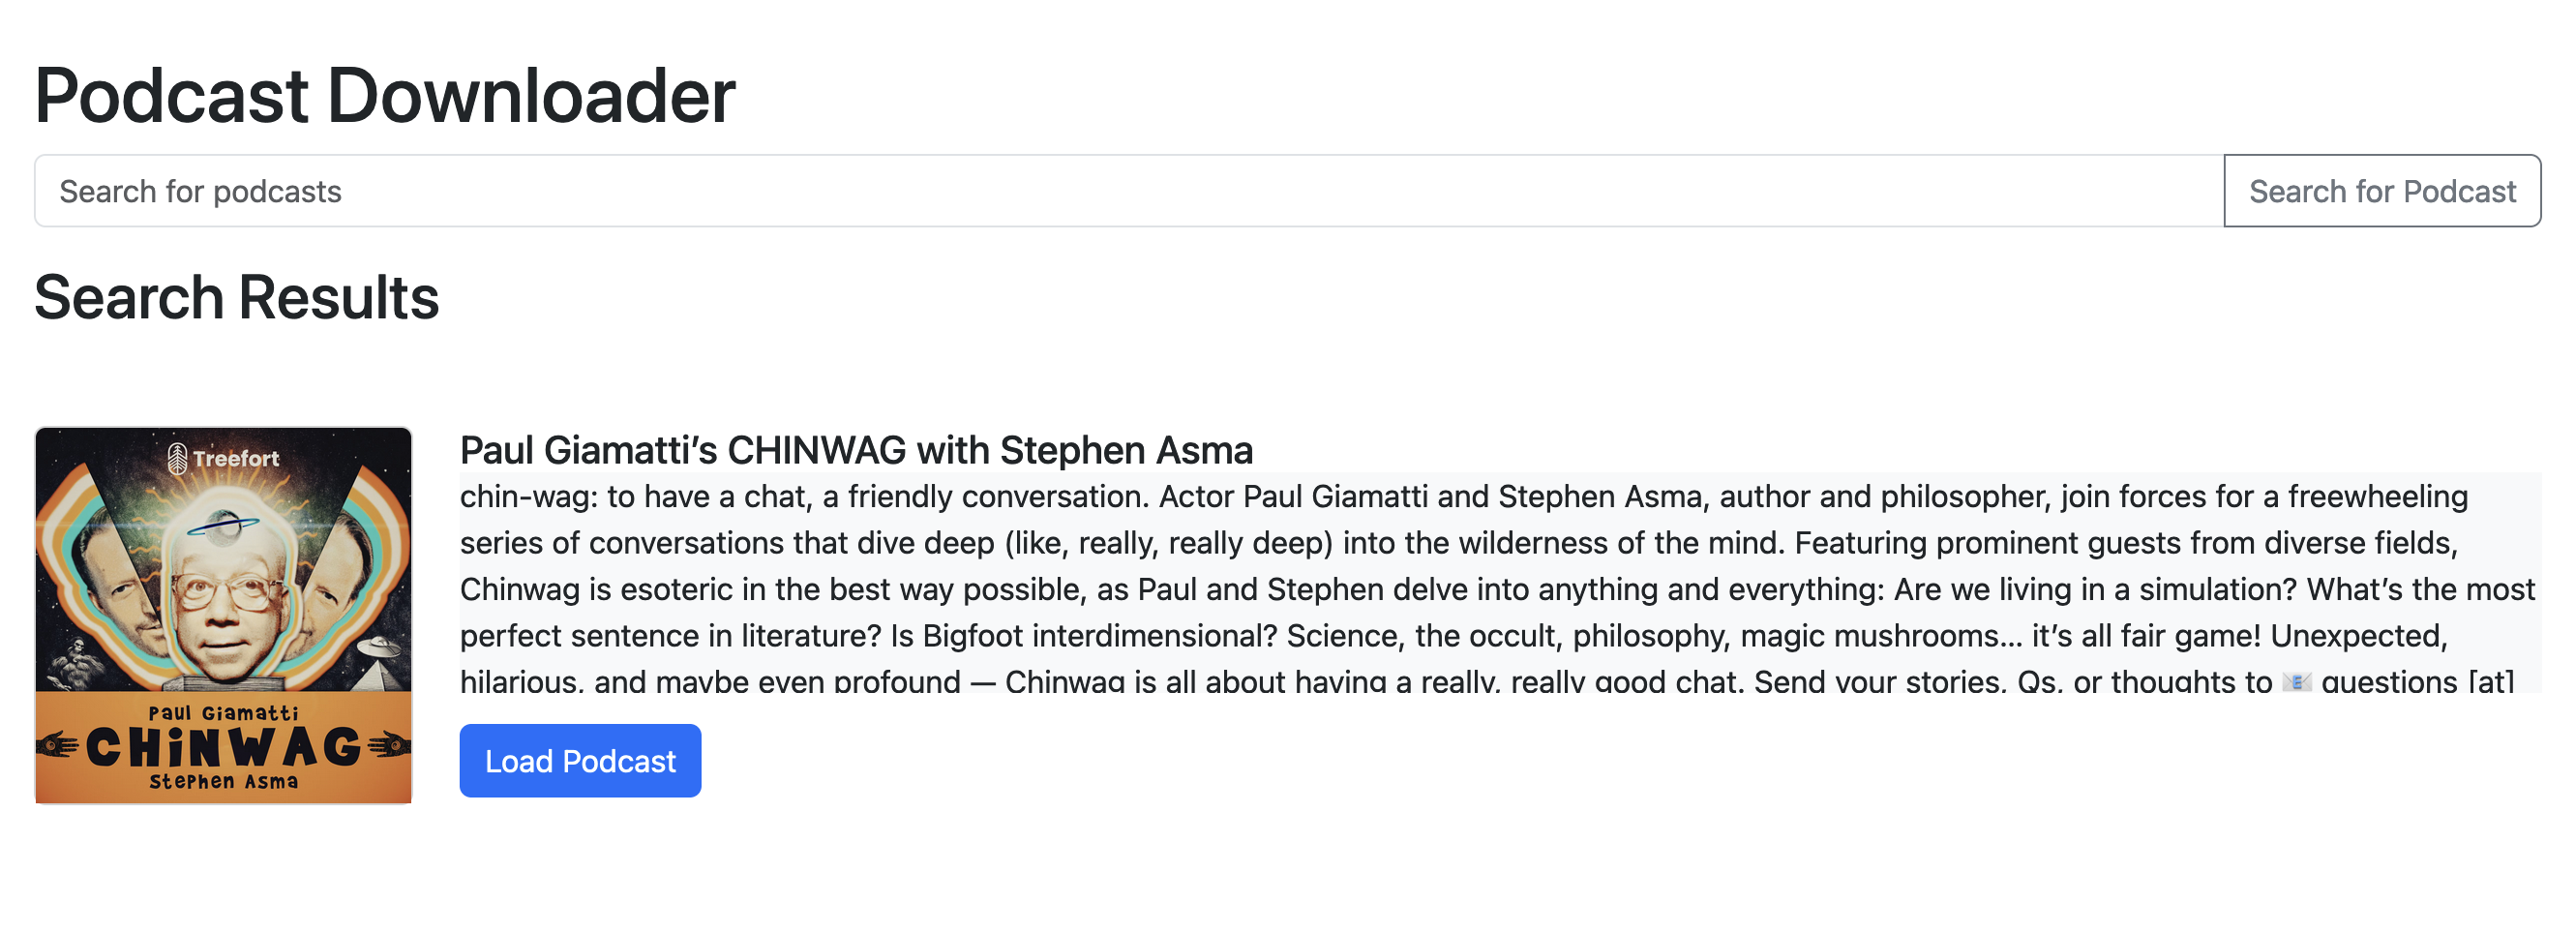 Podcast Downloader
Search for podcasts
Search for Podcast
Search Results
Treefort
Paul Giamatti
CHiNWAG
Stephen Asma
Paul Giamatti’s CHINWAG with Stephen Asma
chin-wag: to have a chat, a friendly conversation. Actor Paul Giamatti and Stephen Asma, author and philosopher, join forces for a freewheeling
series of conversations that dive deep (like, really, really deep) into the wilderness of the mind. Featuring prominent guests from diverse fields,
Chinwag is esoteric in the best way possible, as Paul and Stephen delve into anything and everything: Are we living in a simulation? What’s the most
perfect sentence in literature? Is Bigfoot interdimensional? Science, the occult, philosophy, magic mushrooms... it’s all fair game! Unexpected,
hilarious, and maybe even profound — Chinwag is all about having a really, really good chat. Send your stories, Qs, or thoughts to 📧 questions [at]
Load Podcast